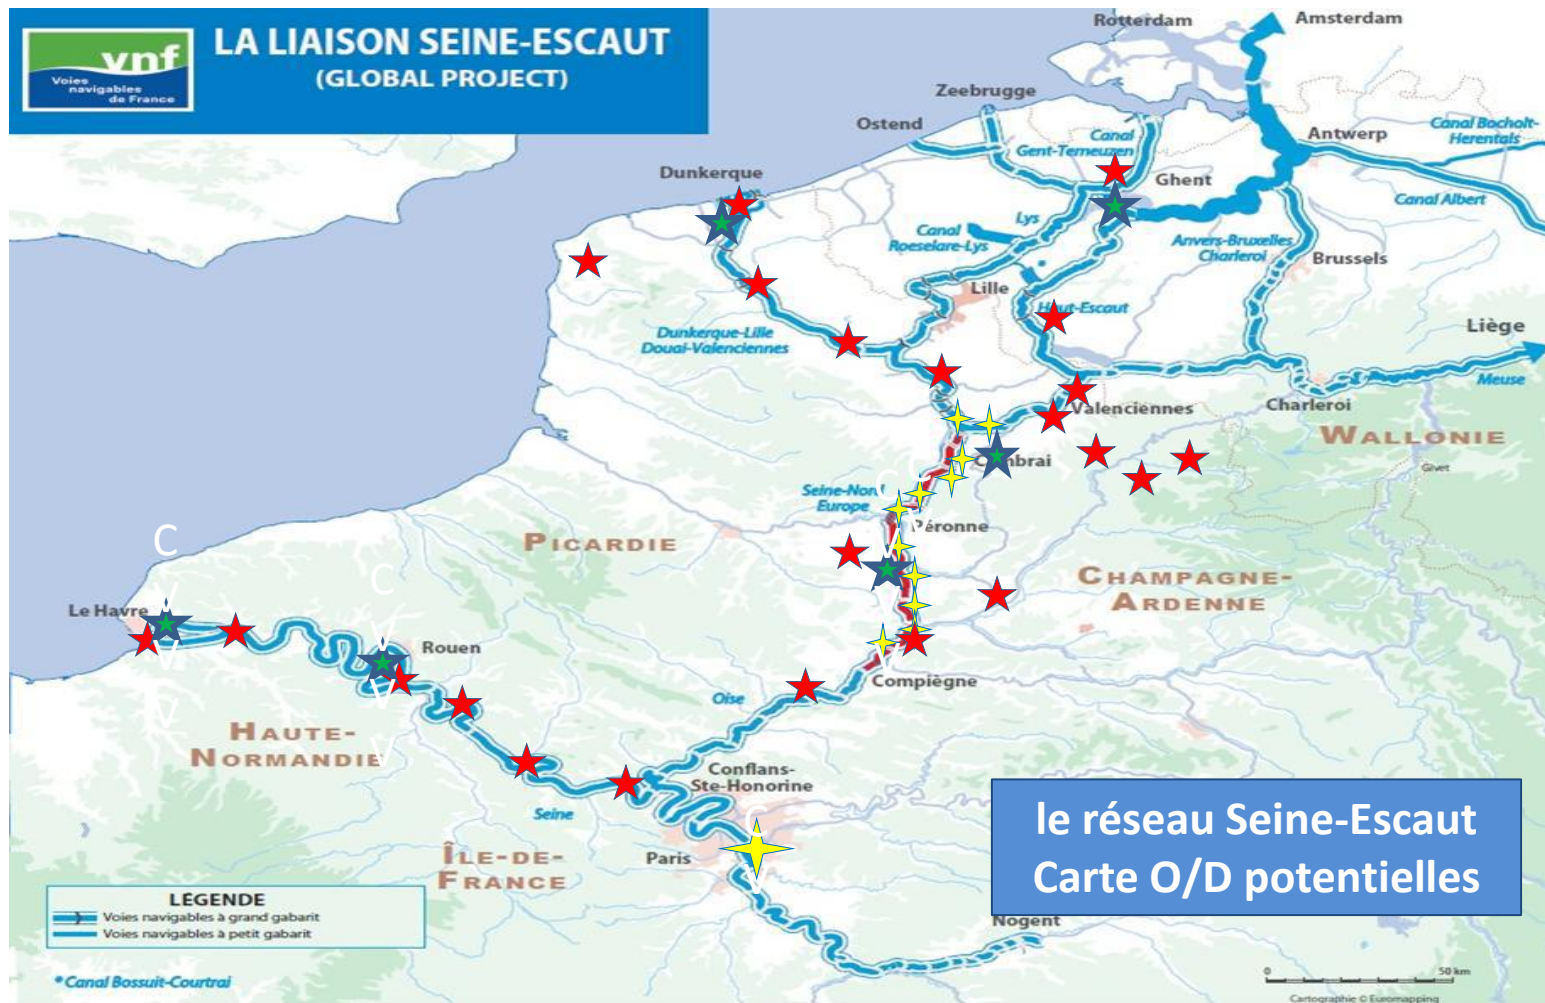 LA LIAISON SEINE-ESCAUT
(GLOBAL PROJECT)
vnf
Voies
navigables
de France
Rotterdam
Amsterdam
Zeebrugge
Ostend
Canal
Gent-Terneuzen
Antwerp
Canal Bocholt-
Herentals
Dunkerque
Ghent
Canal Albert
Lys
Canal
Roeselare-Lys
Anvers-Bruxelles
Charleroi
Brussels
Lille
Haut-Escaut
Liège
Dunkerque-Lille
Douai-Valenciennes
Meuse
Valenciennes
Charleroi
WALLONIE
Cambrai
Givet
Seine-Nord
Europe
Péronne
PICARDIE
C
C
C
C
CHAMPAGNE-
ARDENNE
Le Havre
Rouen
V
V
V
V
Compiègne
Oise
HAUTE-
NORMANDIE
Conflans-
Ste-Honorine
Seine
Paris
ÎLE-DE-
FRANCE
le réseau Seine-Escaut
Carte O/D potentielles
Nogent
LÉGENDE
Voies navigables à grand gabarit
Voies navigables à petit gabarit
* Canal Bossuit-Courtrai
0 50 km
Cartographie © Euromapping